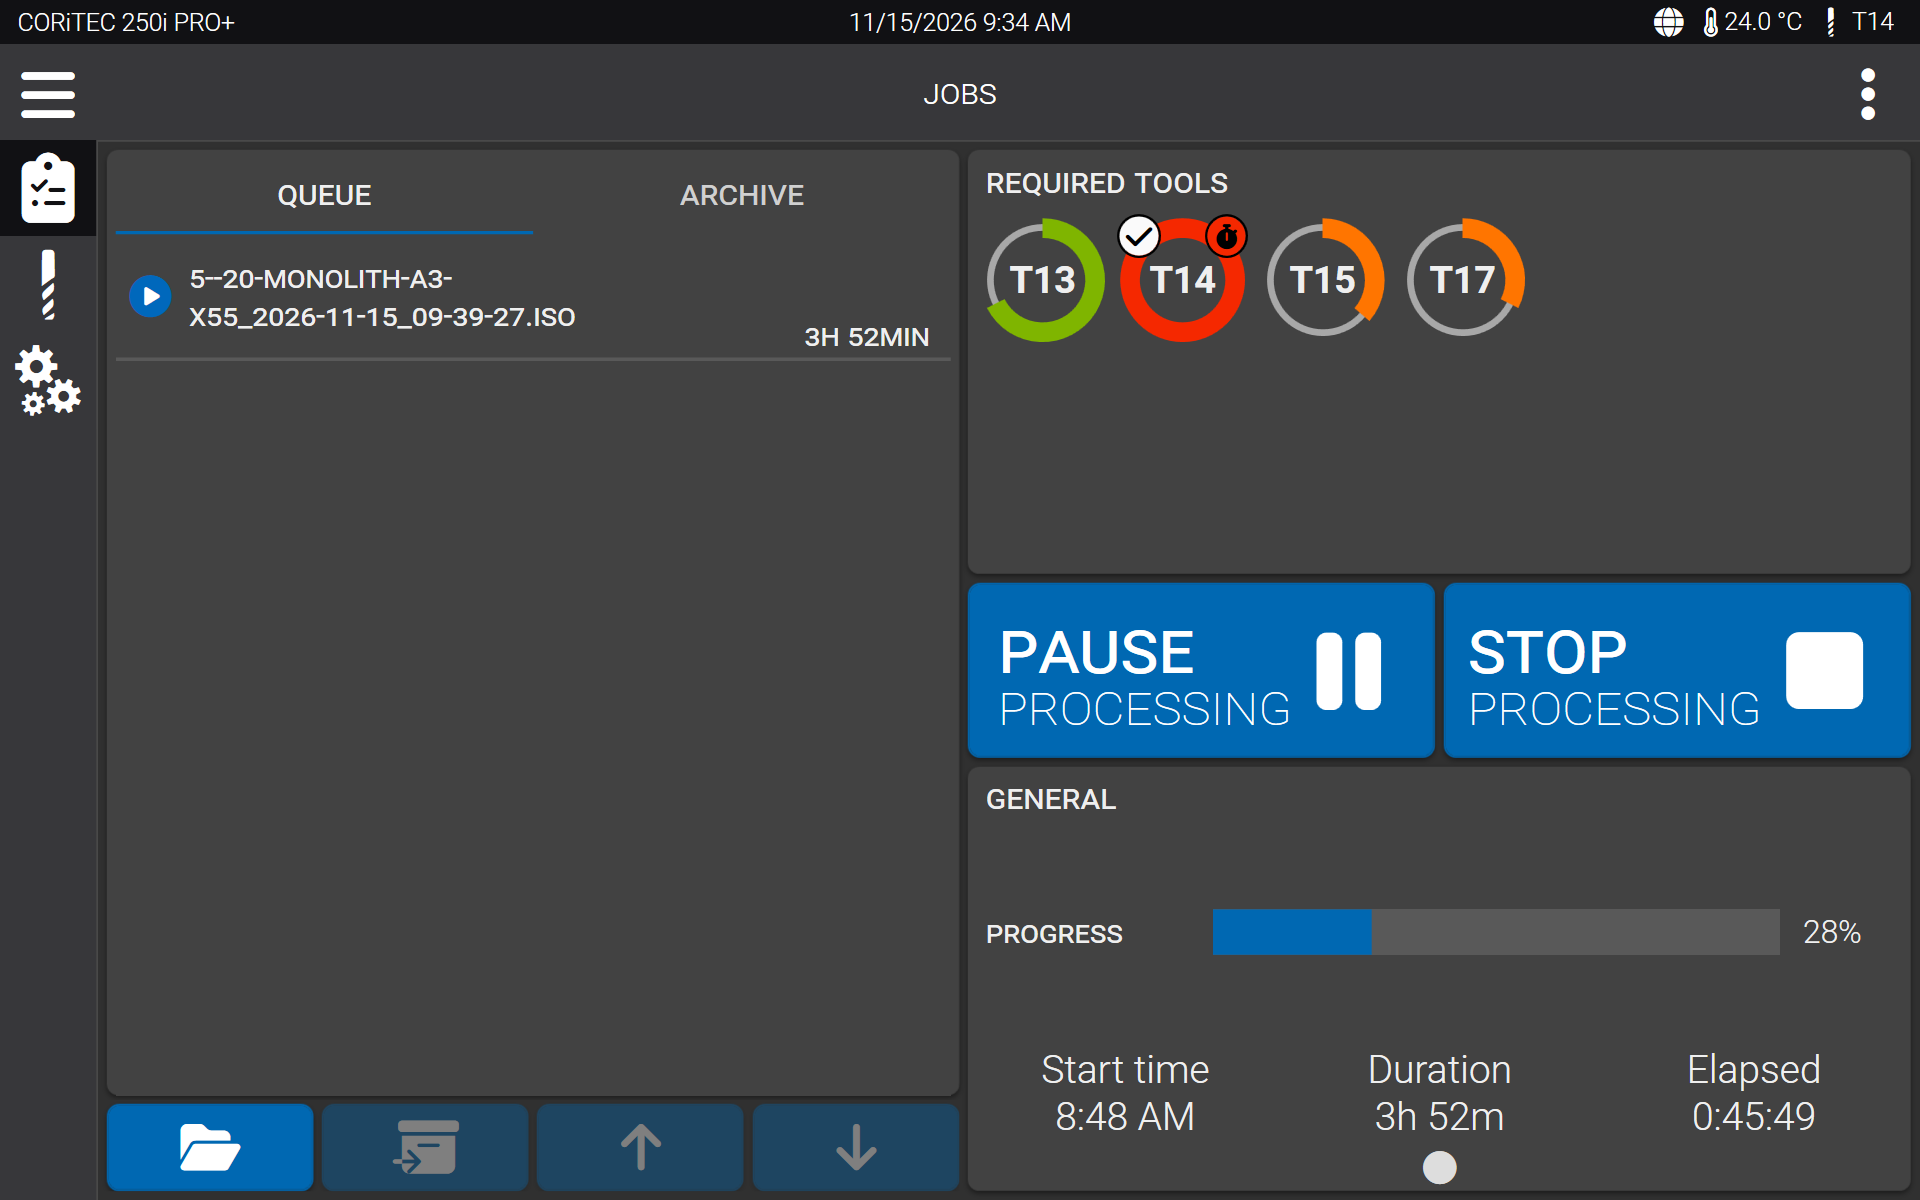 CORiTEC 250i PRO+
11/15/2026 9:34 AM
24.0 °C
T14
JOBS
QUEUE
ARCHIVE
5--20-MONOLITH-A3-
X55_2026-11-15_09-39-27.ISO
3H 52MIN
REQUIRED TOOLS
T13
T14
T15
T17
PAUSE
PROCESSING
STOP
PROCESSING
GENERAL
PROGRESS
28%
Start time
8:48 AM
Duration
3h 52m
Elapsed
0:45:49